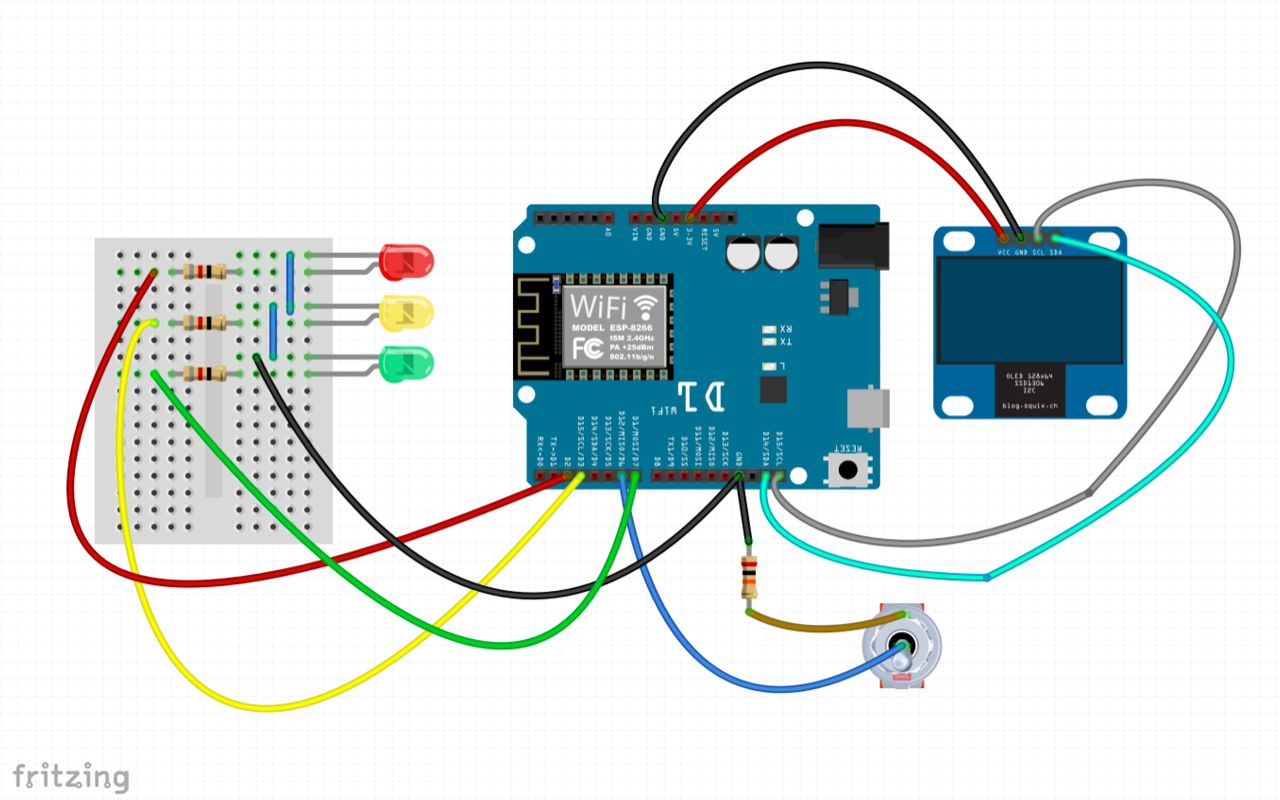 AO
VIN
GND
GND
5V
3.3V
RESET
5V
VCC GND SCL SDA
WiFi
MODEL ESP-8266
ISM 2.4GHz
PA +25dBm
802.11b/g/n
FC
RX
TX
L
D1
WiFi
RESET
RX<-D0
TX->D1
D2
D15/SCL/D3
D14/SDA/D4
D13/SCK/D5
D12/MISO/D6
D11/MOSI/D7
D8
TX1/D9
D10/SS
D11/MOSI
D12/MISO
D13/SCK
GND
D14/SDA
D15/SCL
OLED 128x64
SSD1306
I2C
blog.squix.ch
fritzing